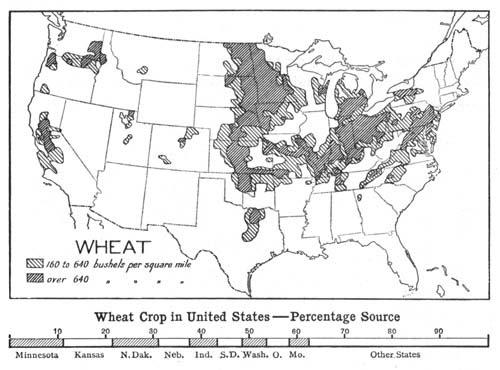 WHEAT
160 to 640 bushels per square mile
over 640 " " " "
Wheat Crop in United States—Percentage Source
0 10 20 30 40 50 60 70 80 90
Minnesota Kansas N.Dak. Neb. Ind. S.D. Wash. O. Mo. Other States